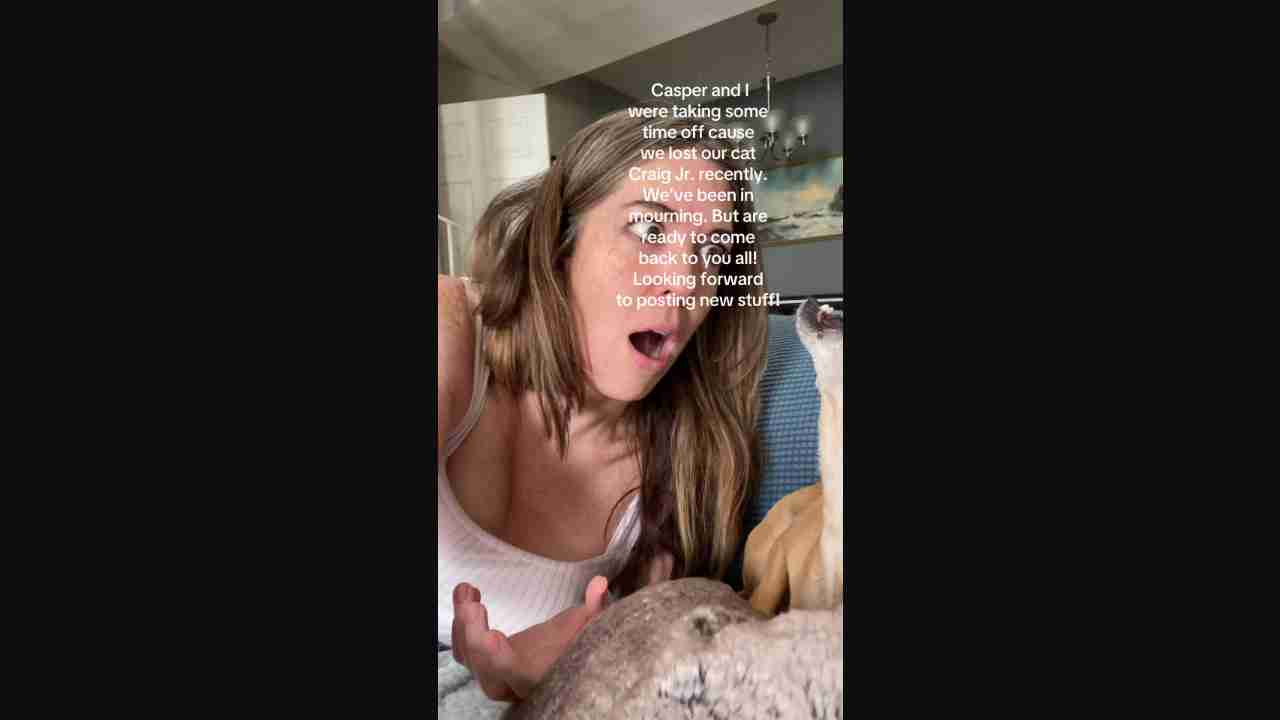 Casper and I
were taking some
time off cause
we lost our cat
Craig Jr. recently.
We've been in
mourning. But are
ready to come
back to you all!
Looking forward
to posting new stuff!